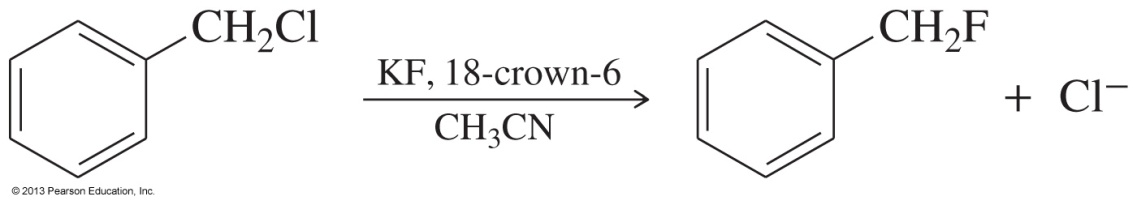 CH₂Cl
KF, 18-crown-6
CH₃CN
CH₂F
+ Cl⁻
© 2013 Pearson Education, Inc.